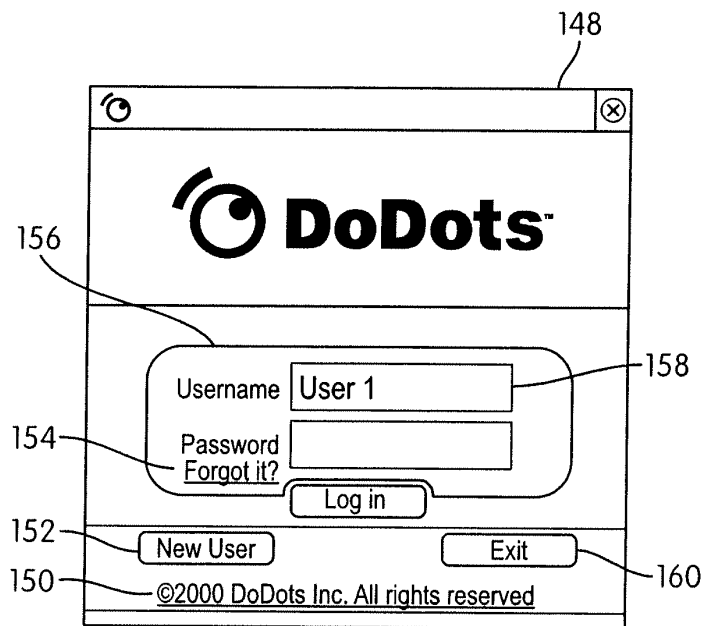 148
DoDots™
156
Username User 1
158
154
Password
Forgot it?
Log in
152
New User
Exit
150
©2000 DoDots Inc. All rights reserved
160